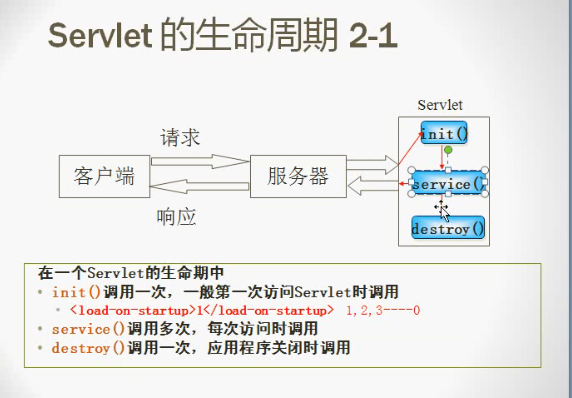 Servlet 的生命周期 2-1
Servlet
请求
客户端
服务器
响应
init()
service()
destroy()
在一个Servlet的生命期中
• init()调用一次，一般第一次访问Servlet时调用
• <load-on-startup>1</load-on-startup> 1,2,3----0
• service()调用多次，每次访问时调用
• destroy()调用一次，应用程序关闭时调用